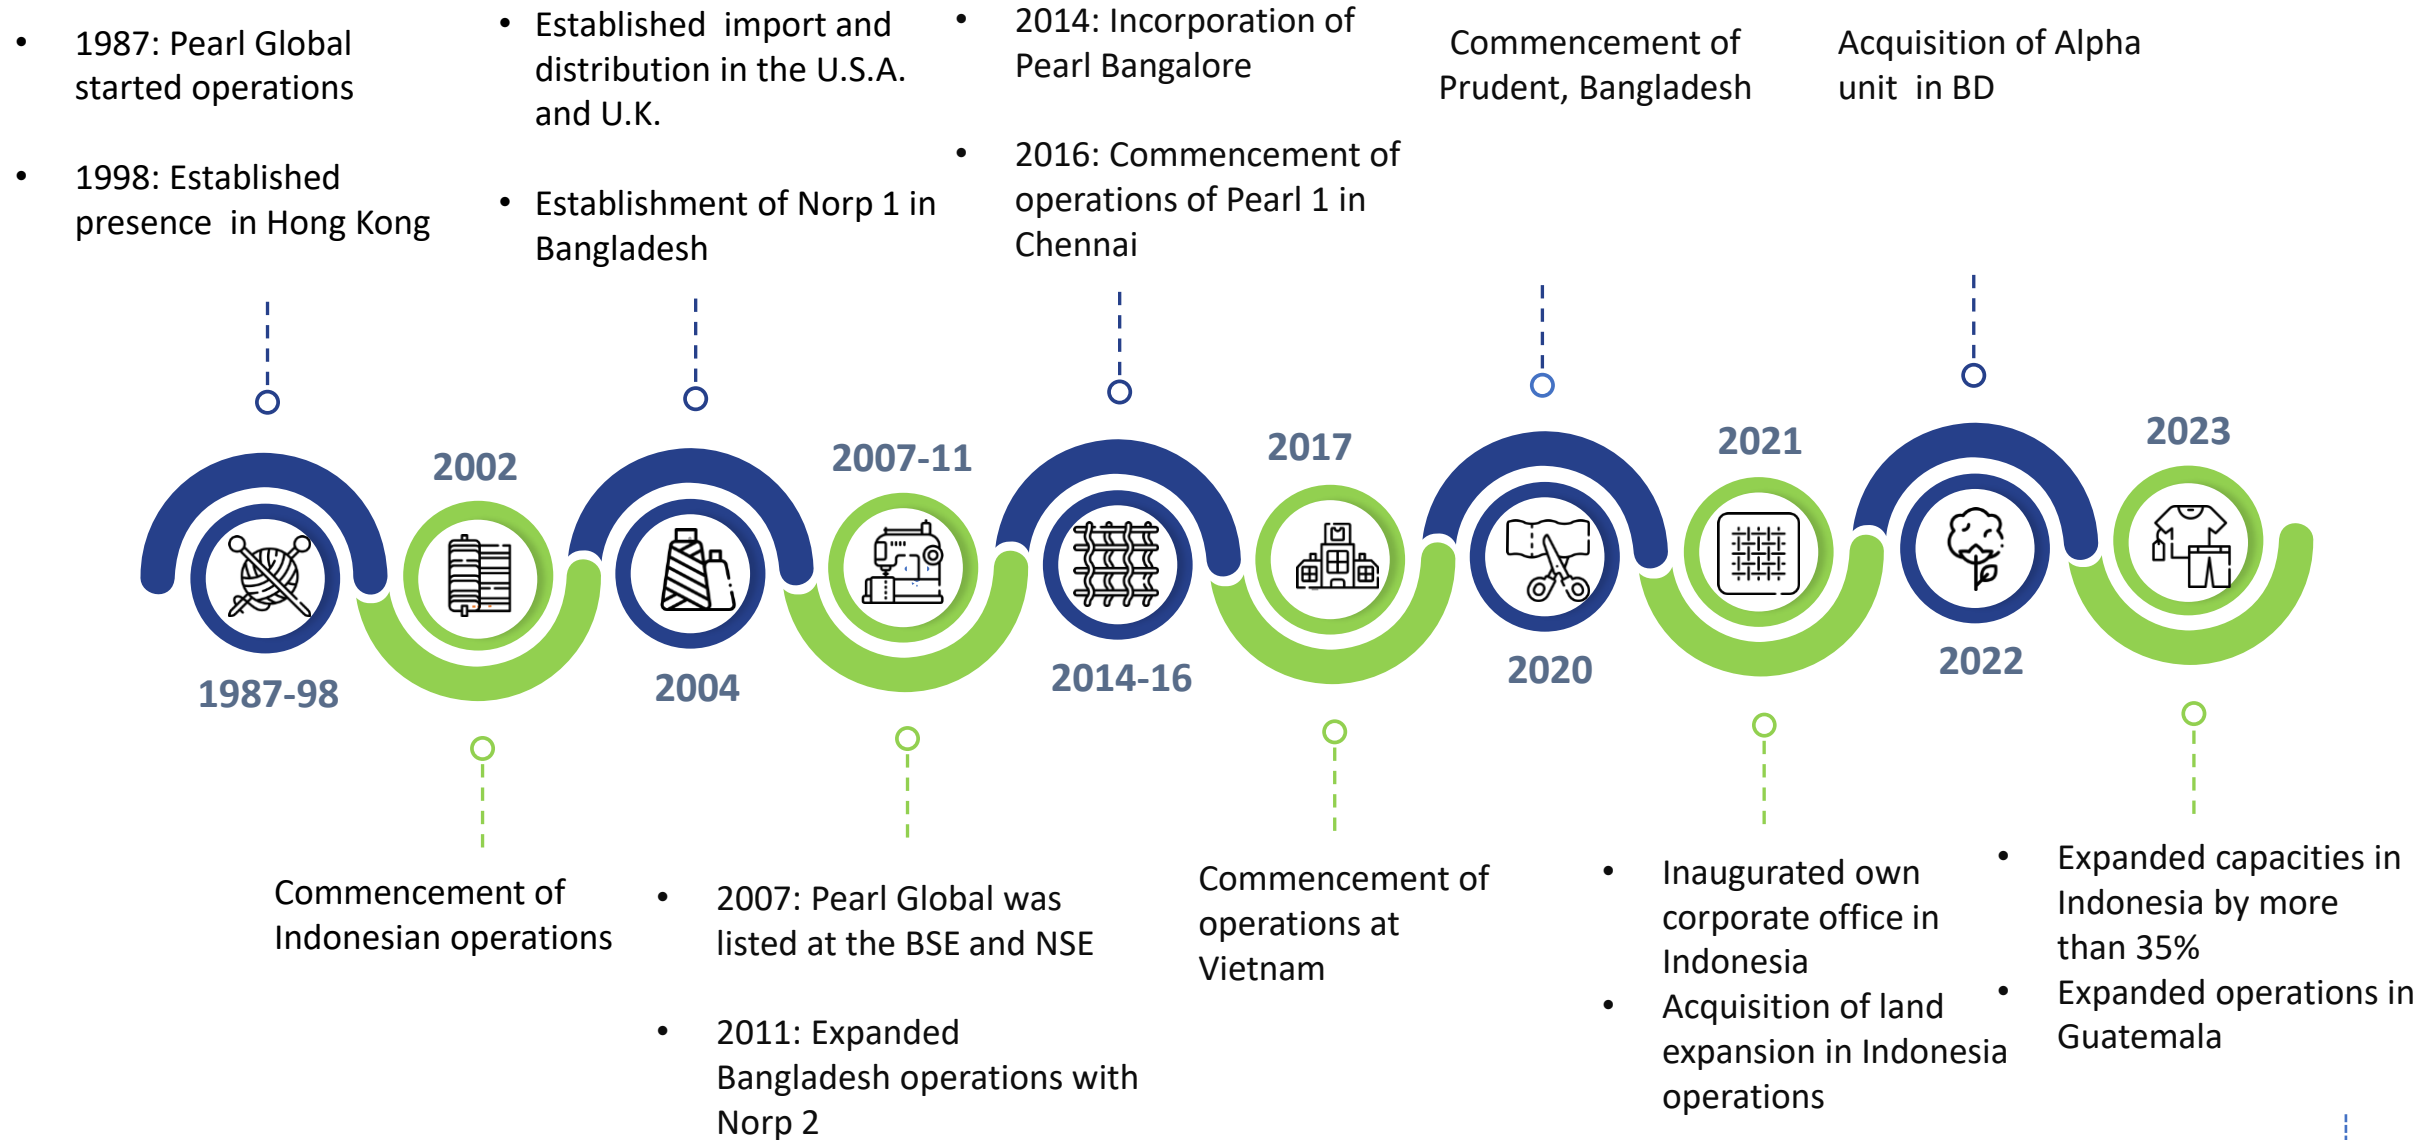 • 1987: Pearl Global
started operations
• 1998: Established
presence in Hong Kong
• Established import and
distribution in the U.S.A.
and U.K.
• Establishment of Norp 1 in
Bangladesh
• 2014: Incorporation of
Pearl Bangalore
• 2016: Commencement of
operations of Pearl 1 in
Chennai
Commencement of
Prudent, Bangladesh
Acquisition of Alpha
unit in BD
1987-98
2002
2004
2007-11
2014-16
2017
2020
2021
2022
2023
Commencement of
Indonesian operations
• 2007: Pearl Global was
listed at the BSE and NSE
• 2011: Expanded
Bangladesh operations with
Norp 2
Commencement of
operations at
Vietnam
• Inaugurated own
corporate office in
Indonesia
• Acquisition of land
expansion in Indonesia
operations
• Expanded capacities in
Indonesia by more
than 35%
• Expanded operations in
Guatemala